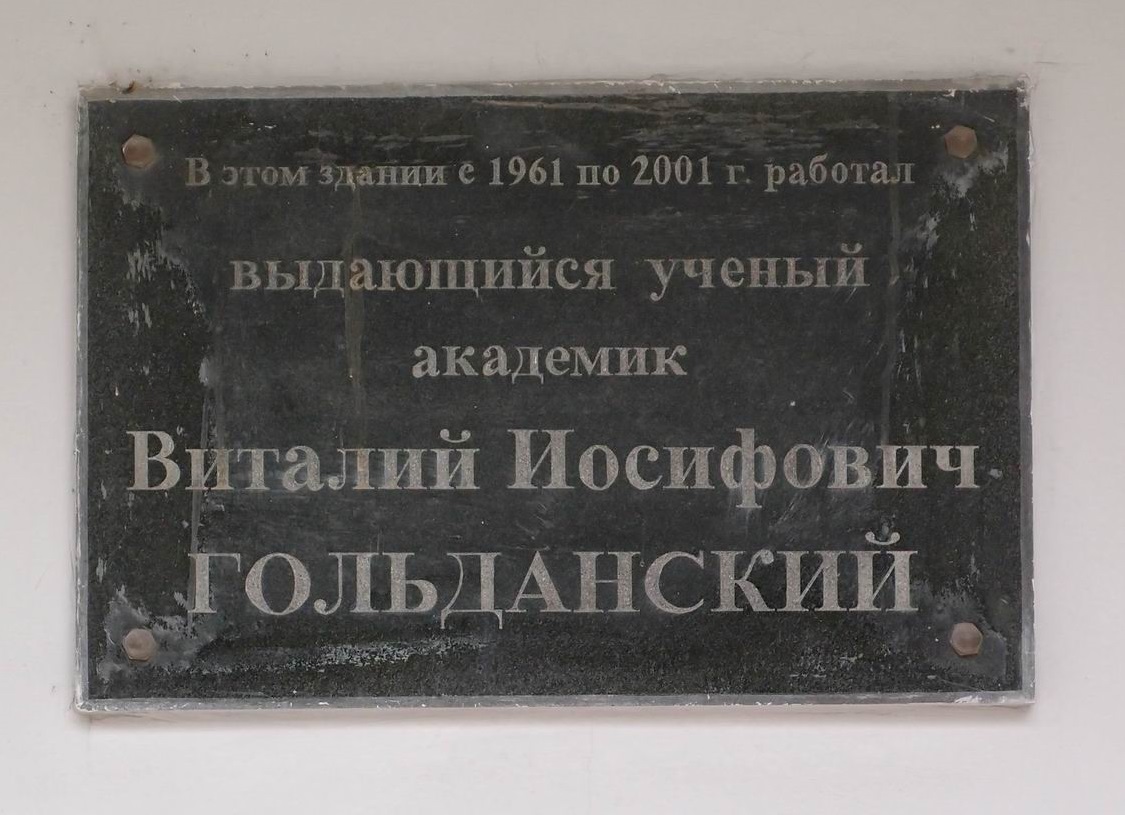 В этом здании с 1961 по 2001 г. работал
выдающийся ученый
академик
Виталий Иосифович
ГОЛЬДАНСКИЙ